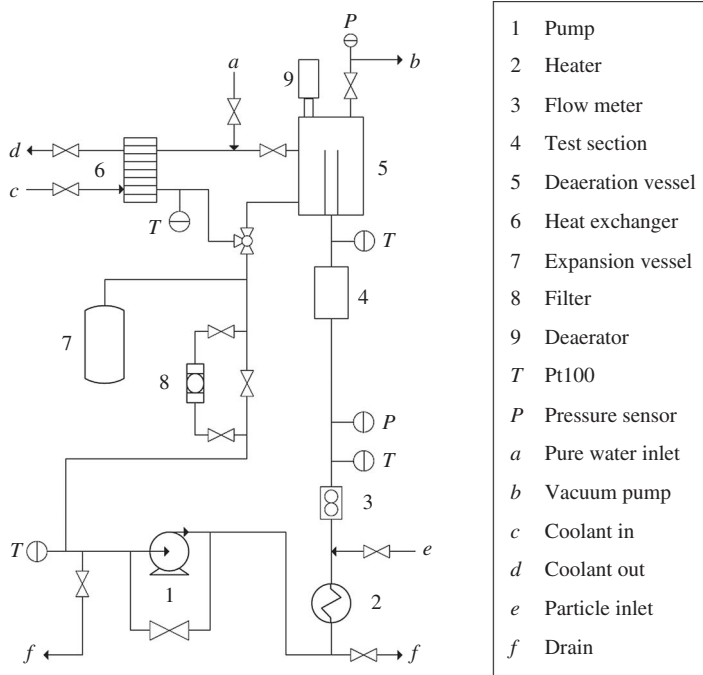 P
a
9
b
d
6
5
c
T
T
4
7
8
P
T
3
T
e
1
2
f
f
1 Pump
2 Heater
3 Flow meter
4 Test section
5 Deaeration vessel
6 Heat exchanger
7 Expansion vessel
8 Filter
9 Deaerator
T Pt100
P Pressure sensor
a Pure water inlet
b Vacuum pump
c Coolant in
d Coolant out
e Particle inlet
f Drain